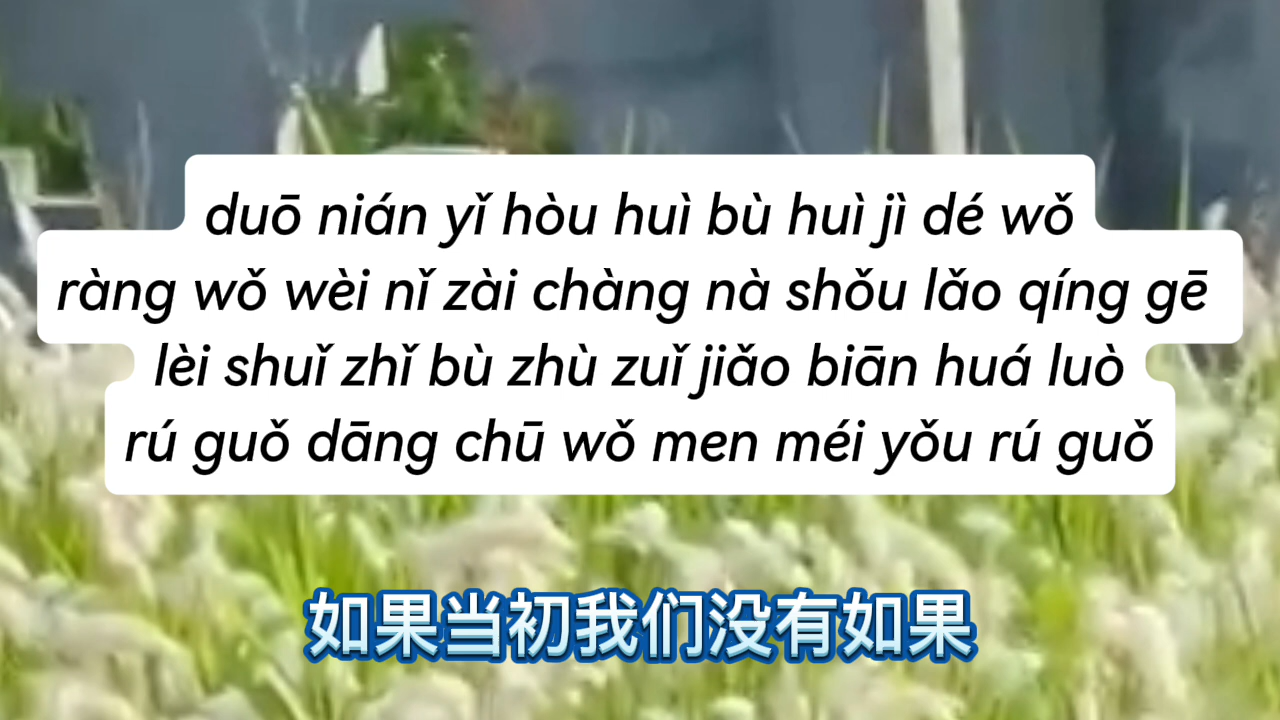 duō nián yǐ hòu huì bù huì jì dé wǒ
ràng wǒ wèi nǐ zài chàng nà shǒu lǎo qíng gē
lèi shuǐ zhǐ bù zhù zuǐ jiǎo biān huá luò
rú guǒ dāng chū wǒ men méi yǒu rú guǒ
如果当初我们没有如果